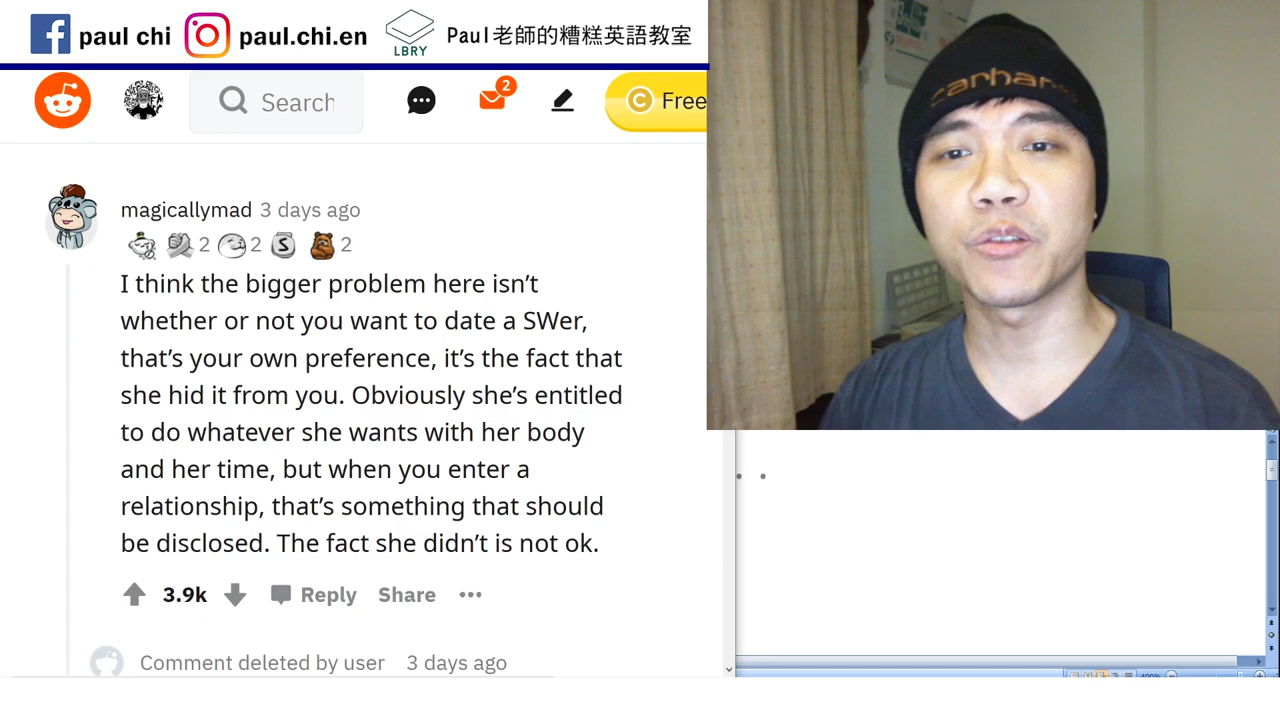 paul chi
paul.chi.en
LBRY
Paul老師的糟糕英語教室
Search
2
Free
carhar
magicallymad 3 days ago
2 2 S 2
I think the bigger problem here isn’t
whether or not you want to date a SWer,
that’s your own preference, it’s the fact that
she hid it from you. Obviously she’s entitled
to do whatever she wants with her body
and her time, but when you enter a
relationship, that’s something that should
be disclosed. The fact she didn’t is not ok.
3.9k Reply Share
Comment deleted by user 3 days ago
400%